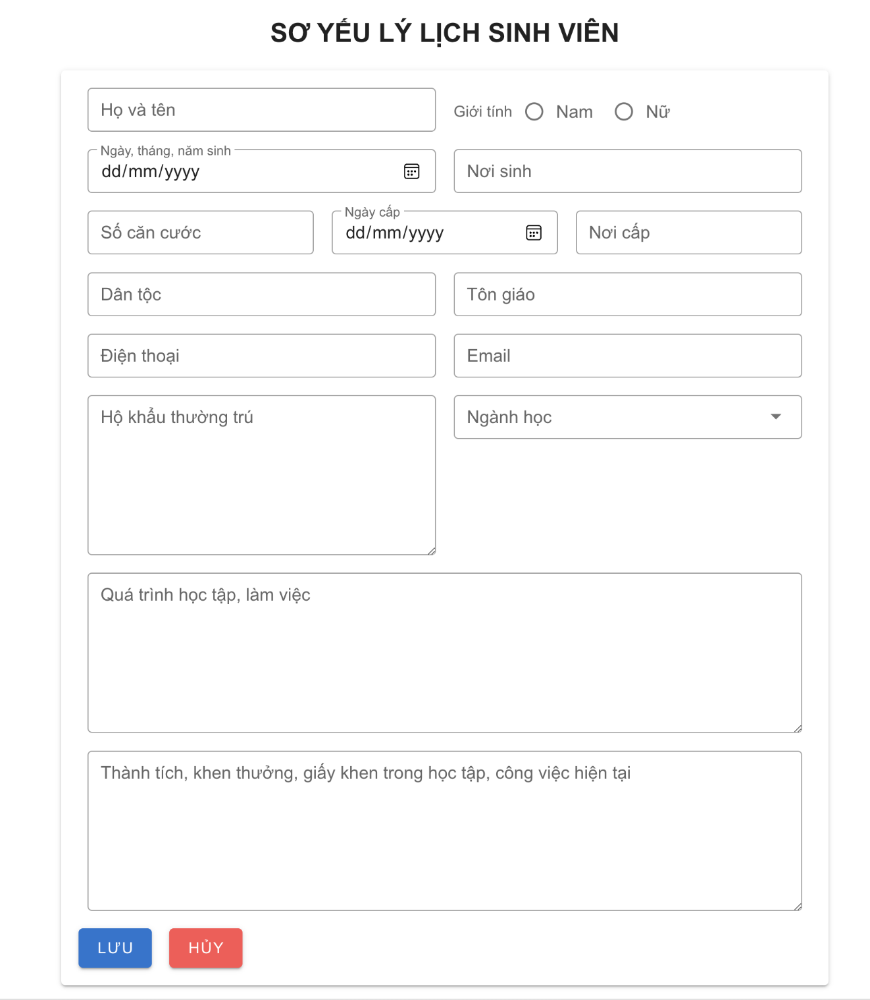 SƠ YẾU LÝ LỊCH SINH VIÊN
Họ và tên
Giới tính Nam Nữ
Ngày, tháng, năm sinh
dd/mm/yyyy
Nơi sinh
Số căn cước
Ngày cấp
dd/mm/yyyy
Nơi cấp
Dân tộc
Tôn giáo
Điện thoại
Email
Hộ khẩu thường trú
Ngành học
Quá trình học tập, làm việc
Thành tích, khen thưởng, giấy khen trong học tập, công việc hiện tại
LƯU
HỦY